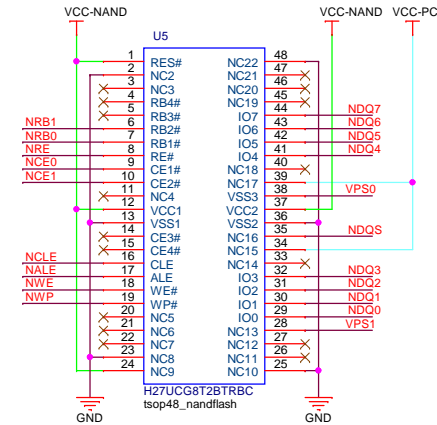 VCC-NAND VCC-NAND VCC-PC
U5
1 RES# NC22 48
2 NC2 NC21 47
3 NC3 NC20 46
4 RB4# NC19 45
5 RB3# IO7 44 NDQ7
NRB1 6 RB2# IO6 43 NDQ6
NRB0 7 RB1# IO5 42 NDQ5
NRE 8 RE# IO4 41 NDQ4
NCE0 9 CE1# NC18 40
NCE1 10 CE2# NC17 39
11 NC4 VSS3 38 VPS0
12 VCC1 VCC2 37
13 VSS1 VSS2 36
14 CE3# NC16 35 NDQS
15 CE4# NC15 34
NCLE 16 CLE NC14 33
NALE 17 ALE IO3 32 NDQ3
NWE 18 WE# IO2 31 NDQ2
NWP 19 WP# IO1 30 NDQ1
20 NC5 IO0 29 NDQ0
21 NC6 NC13 28 VPS1
22 NC7 NC12 27
23 NC8 NC11 26
24 NC9 NC10 25
H27UCG8T2BTRBC
tsop48_nandflash
GND GND